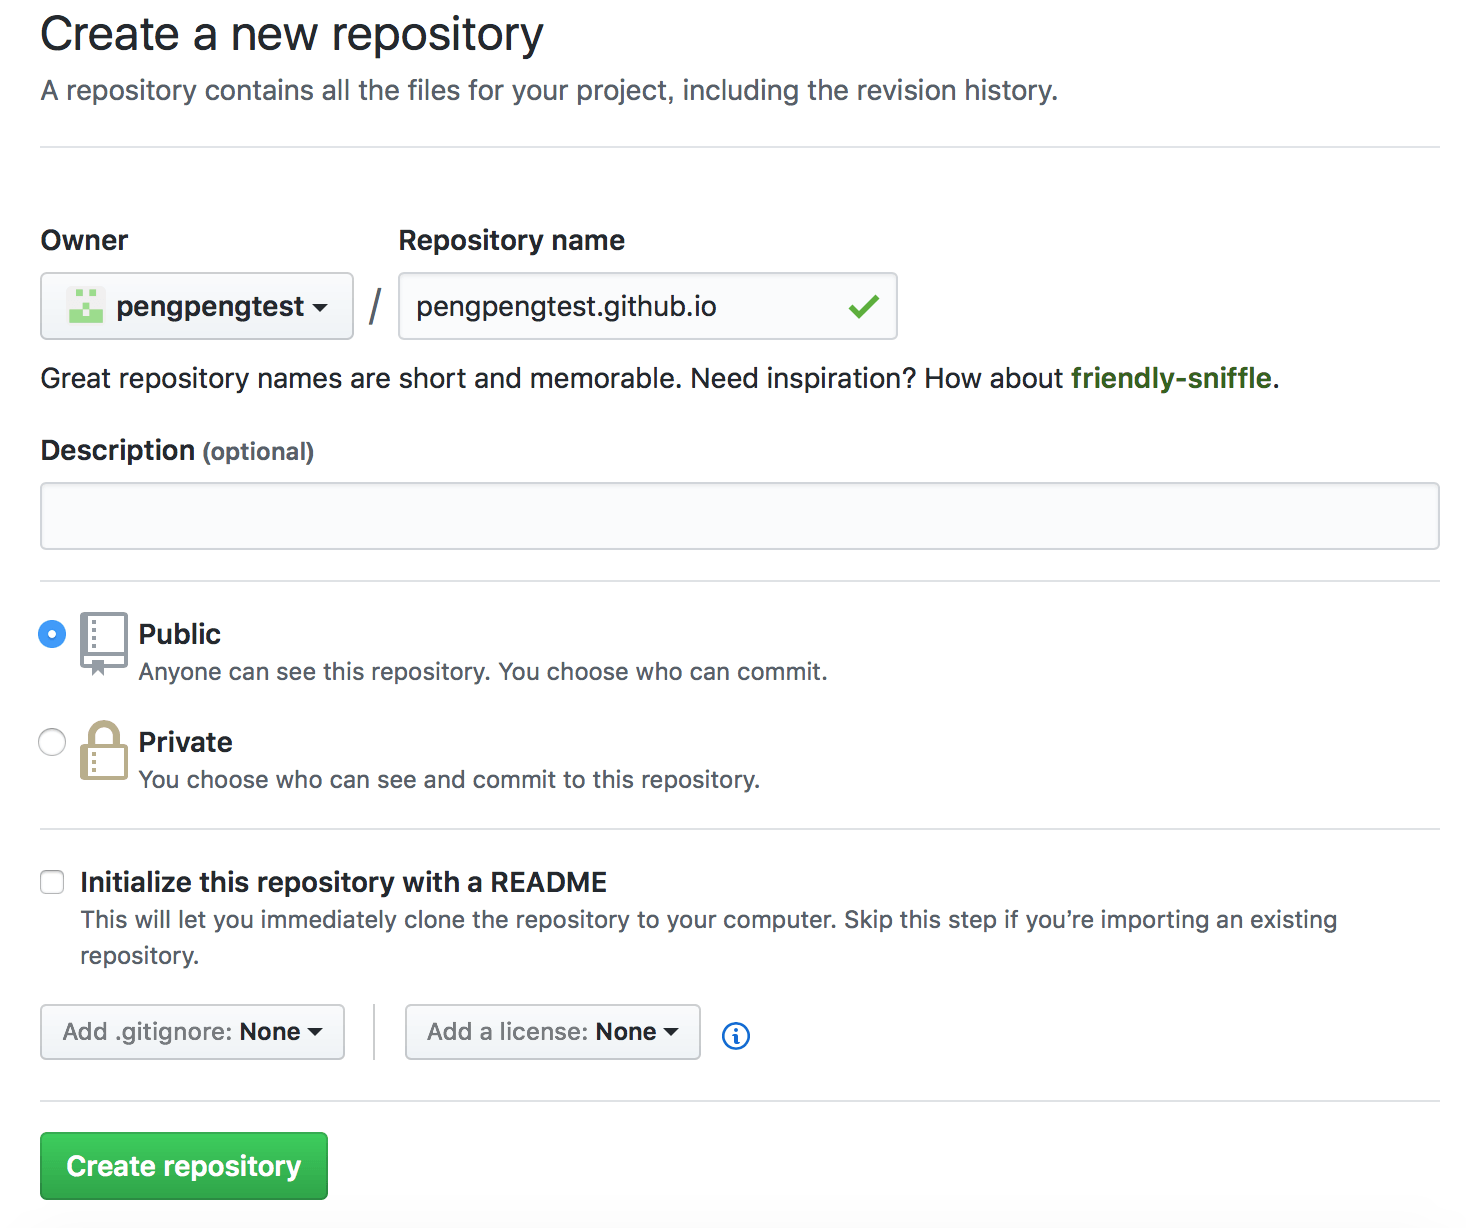 Create a new repository
A repository contains all the files for your project, including the revision history.
Owner
Repository name
pengpengtest
/
pengpengtest.github.io
Great repository names are short and memorable. Need inspiration? How about friendly-sniffle.
Description (optional)
Public
Anyone can see this repository. You choose who can commit.
Private
You choose who can see and commit to this repository.
Initialize this repository with a README
This will let you immediately clone the repository to your computer. Skip this step if you’re importing an existing
repository.
Add .gitignore: None
Add a license: None
Create repository